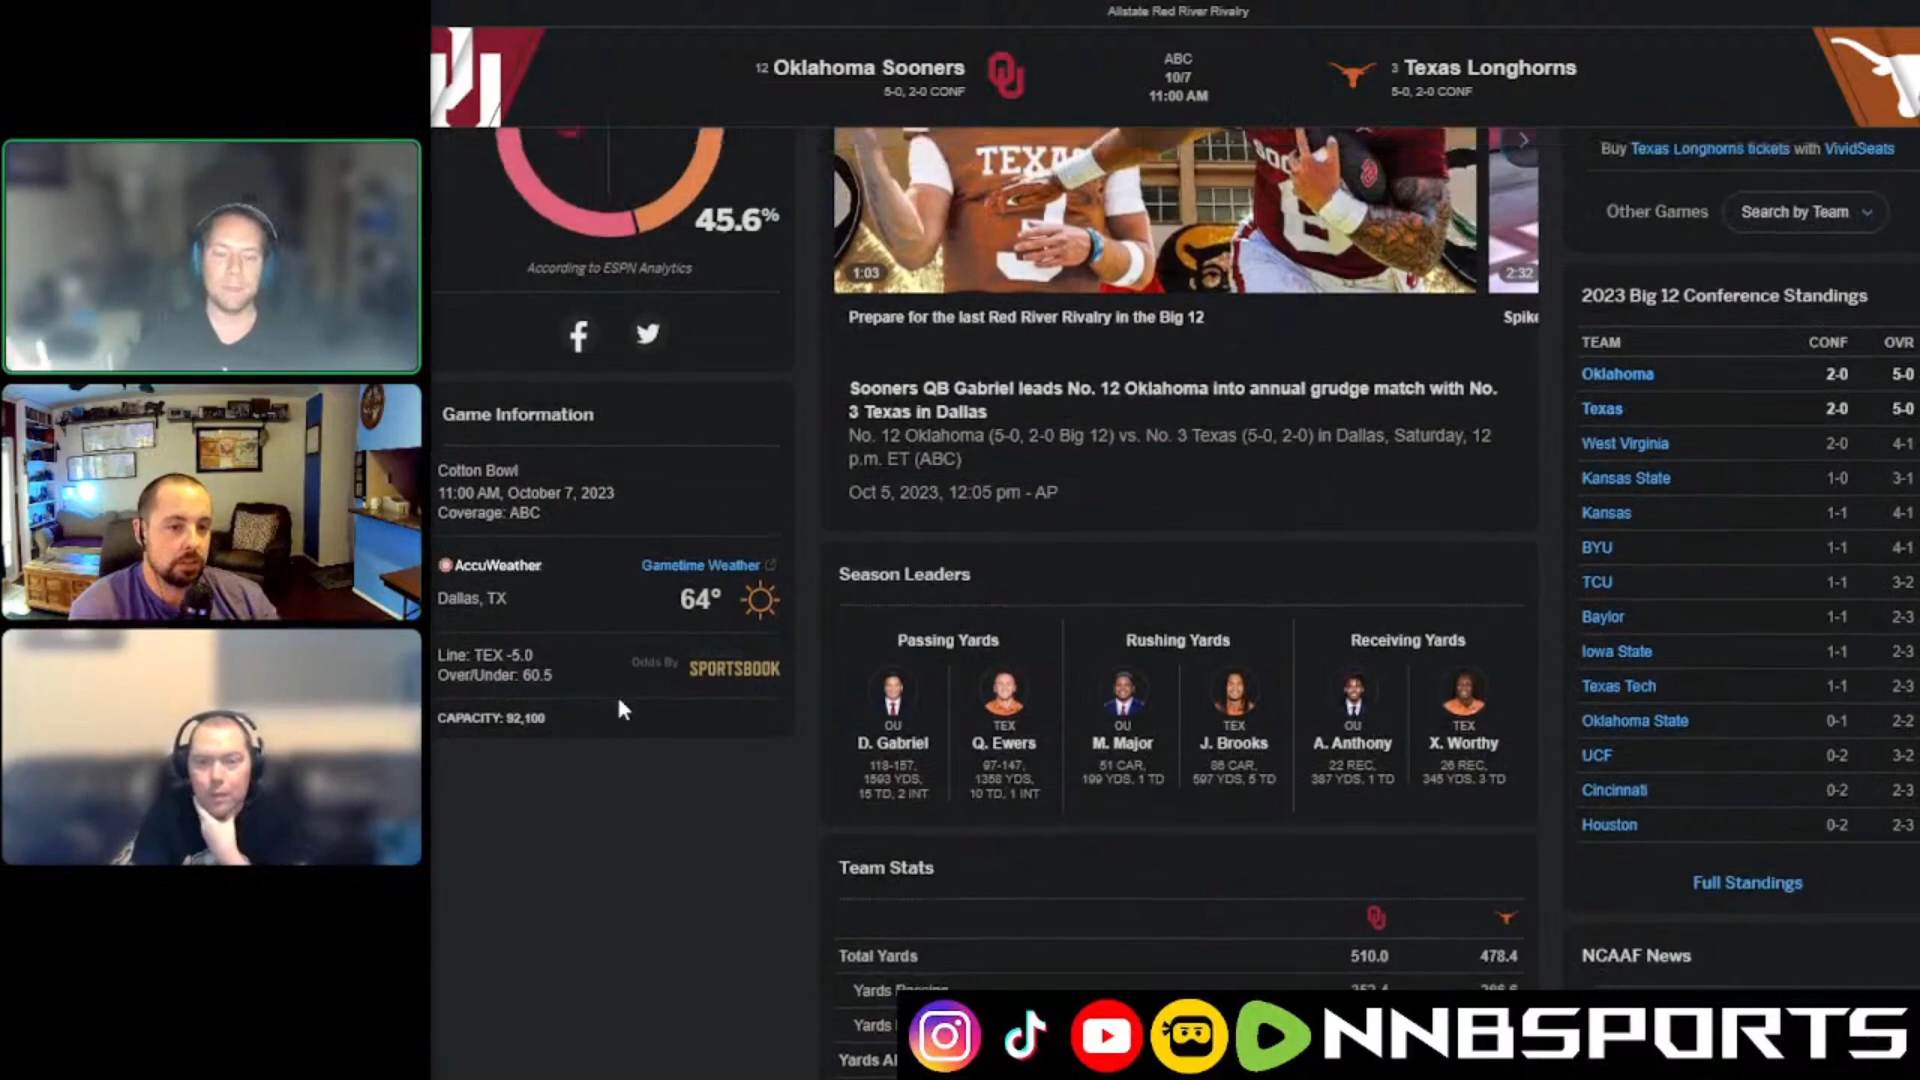 Allstate Red River Rivalry
12 Oklahoma Sooners
5-0, 2-0 CONF
ABC
10/7
11:00 AM
3 Texas Longhorns
5-0, 2-0 CONF
45.6%
According to ESPN Analytics
TEXAS
1:03
2:32
Prepare for the last Red River Rivalry in the Big 12
Spike
Sooners QB Gabriel leads No. 12 Oklahoma into annual grudge match with No.
3 Texas in Dallas
No. 12 Oklahoma (5-0, 2-0 Big 12) vs. No. 3 Texas (5-0, 2-0) in Dallas, Saturday, 12
p.m. ET (ABC)
Oct 5, 2023, 12:05 pm - AP
Game Information
Cotton Bowl
11:00 AM, October 7, 2023
Coverage: ABC
AccuWeather
Gametime Weather
Dallas, TX
64°
Line: TEX -5.0
Over/Under: 60.5
Odds By
SPORTSBOOK
CAPACITY: 92,100
Season Leaders
Passing Yards
Rushing Yards
Receiving Yards
OU
D. Gabriel
118-157,
1593 YDS,
15 TD, 2 INT
TEX
Q. Ewers
97-147,
1358 YDS,
10 TD, 1 INT
OU
M. Major
51 CAR,
199 YDS, 1 TD
TEX
J. Brooks
86 CAR,
597 YDS, 5 TD
OU
A. Anthony
22 REC,
387 YDS, 1 TD
TEX
X. Worthy
26 REC,
345 YDS, 3 TD
Team Stats
Total Yards 510.0 478.4
Yards Passing
Yards
Buy Texas Longhorns tickets with VividSeats
Other Games
Search by Team
2023 Big 12 Conference Standings
TEAM CONF OVR
Oklahoma 2-0 5-0
Texas 2-0 5-0
West Virginia 2-0 4-1
Kansas State 1-0 3-1
Kansas 1-1 4-1
BYU 1-1 4-1
TCU 1-1 3-2
Baylor 1-1 2-3
Iowa State 1-1 2-3
Texas Tech 1-1 2-3
Oklahoma State 0-1 2-2
UCF 0-2 3-2
Cincinnati 0-2 2-3
Houston 0-2 2-3
Full Standings
NCAAF News
NNBSPORTS